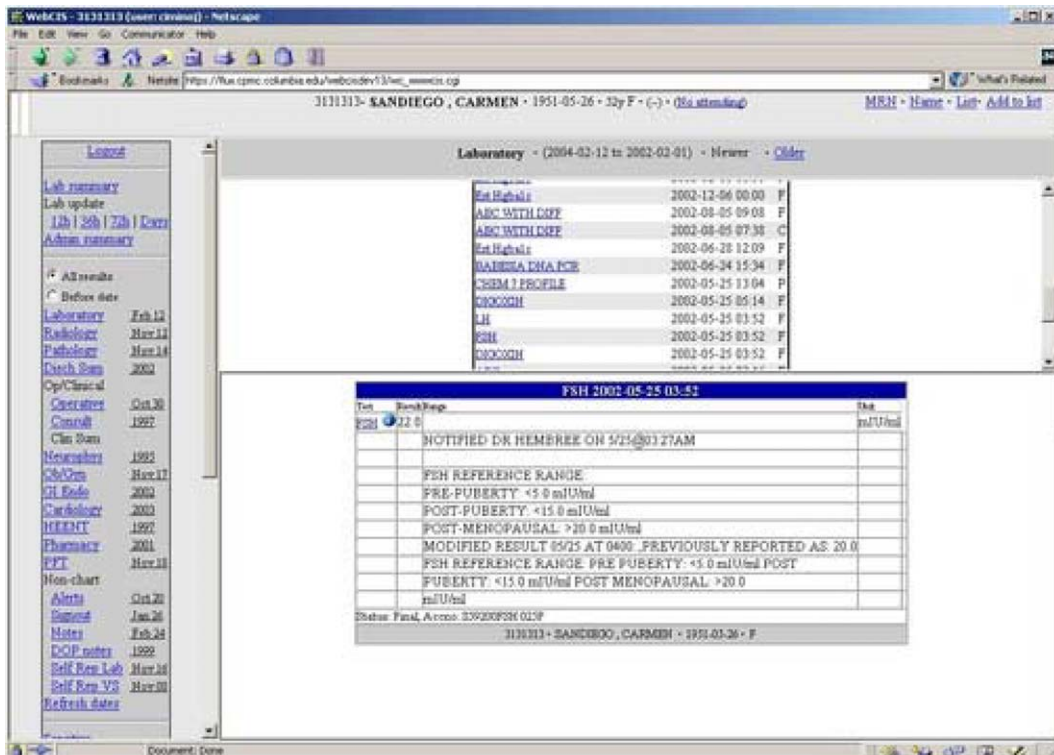 WebCIS - 3131313 (user: cimino) - Netscape
File Edit View Go Communicator Help
Bookmarks Netsite https://flux.cpmc.columbia.edu/webcisdev13/ What's Related
3131313- SANDIEGO , CARMEN · 1951-05-26 · 32y F · (--) · (No attending) MRN · Name · List · Add to list
Logout
Lab summary
Lab update
12h | 36h | 72h | Days
Admin summary
All results
Before date
Laboratory Feb 12
Radiology Nov 12
Pathology Nov 14
Disch Sum 2002
Op/Clinical
Operative Oct 30
Consult 1997
Clin Sum
Neurophys 1995
Ob/Gyn Nov 17
GI Endo 2002
Cardiology 2003
HEENT 1997
Pharmacy 2001
PFT Nov 18
Non-chart
Alerts Oct 20
Signout Jan 26
Notes Feb 24
DOP notes 1999
Self Rep Lab Nov 16
Self Rep VS Nov 08
Refresh dates
Laboratory · (2004-02-12 to 2002-02-01) · Newer · Older
2002-12-06 00:00 F
ABC WITH DIFF 2002-08-05 09:08 F
ABC WITH DIFF 2002-08-05 07:38 C
2002-06-28 12:09 F
BABESIA DNA PCR 2002-06-24 15:34 F
CHEM 7 PROFILE 2002-05-25 13:04 P
DIGOXIN 2002-05-25 05:14 F
LH 2002-05-25 03:52 F
FSH 2002-05-25 03:52 F
DIGOXIN 2002-05-25 03:52 F
FSH 2002-05-25 03:52
Test Result Range Unit
FSH 22.0 mIU/ml
NOTIFIED DR HEMBREE ON 5/25@03:27AM
FSH REFERENCE RANGE:
PRE-PUBERTY: <5.0 mIU/ml
POST-PUBERTY: <15.0 mIU/ml
POST-MENOPAUSAL: >20.0 mIU/ml
MODIFIED RESULT 05/25 AT 0400: ,PREVIOUSLY REPORTED AS: 20.0
FSH REFERENCE RANGE: PRE PUBERTY: <5.0 mIU/ml POST
PUBERTY: <15.0 mIU/ml POST MENOPAUSAL: >20.0
mIU/ml
Status: Final, Accno:
3131313 · SANDIEGO , CARMEN · 1951-05-26 · F
Document: Done